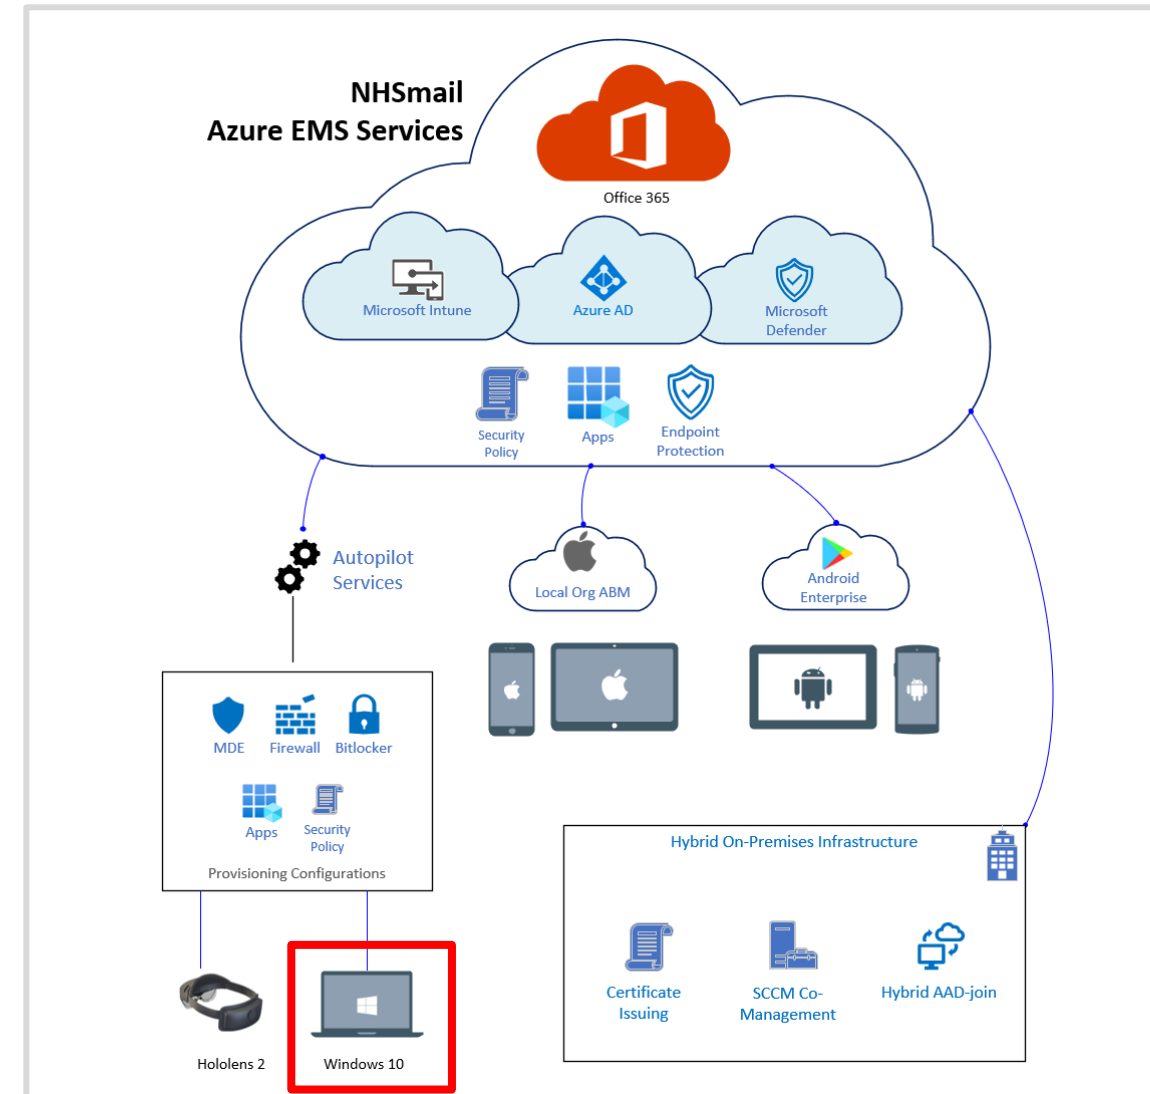 NHSmail
Azure EMS Services
Office 365
Microsoft Intune
Azure AD
Microsoft
Defender
Security
Policy
Apps
Endpoint
Protection
Autopilot
Services
Local Org ABM
Android
Enterprise
MDE
Firewall
Bitlocker
Apps
Security
Policy
Provisioning Configurations
Hololens 2
Windows 10
Hybrid On-Premises Infrastructure
Certificate
Issuing
SCCM Co-
Management
Hybrid AAD-join